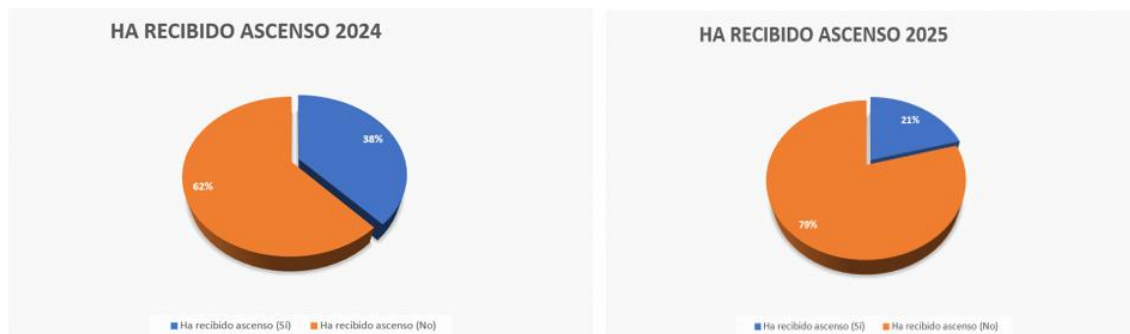 HA RECIBIDO ASCENSO 2024
38%
62%
Ha recibido ascenso (Sí) Ha recibido ascenso (No)
HA RECIBIDO ASCENSO 2025
21%
79%
Ha recibido ascenso (Sí) Ha recibido ascenso (No)